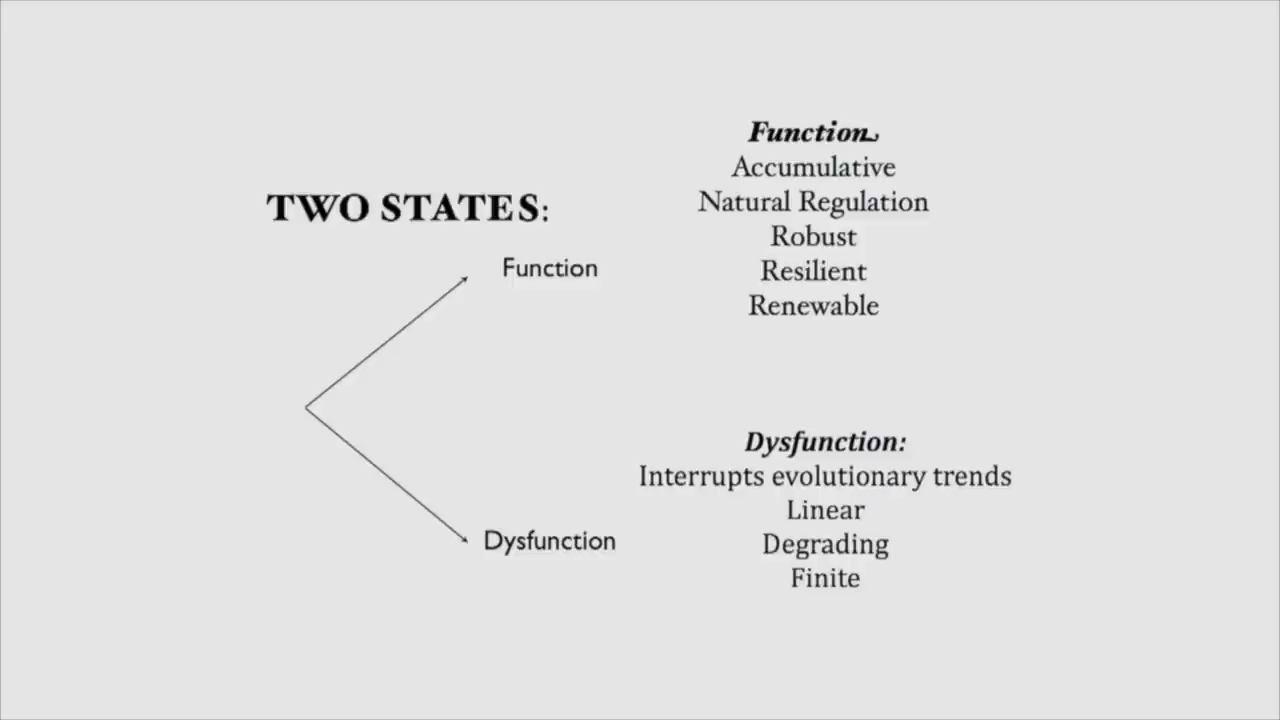 TWO STATES:
Function
Dysfunction
Function
Accumulative
Natural Regulation
Robust
Resilient
Renewable
Dysfunction:
Interrupts evolutionary trends
Linear
Degrading
Finite